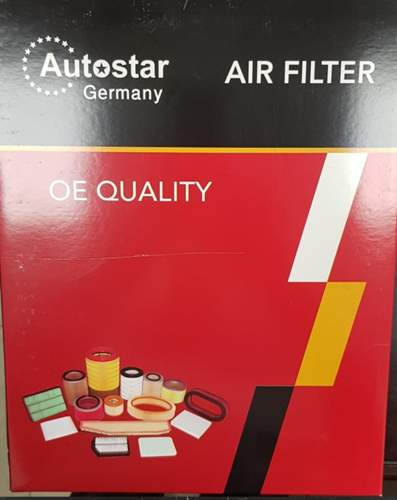 Autostar
Germany
AIR FILTER
OE QUALITY